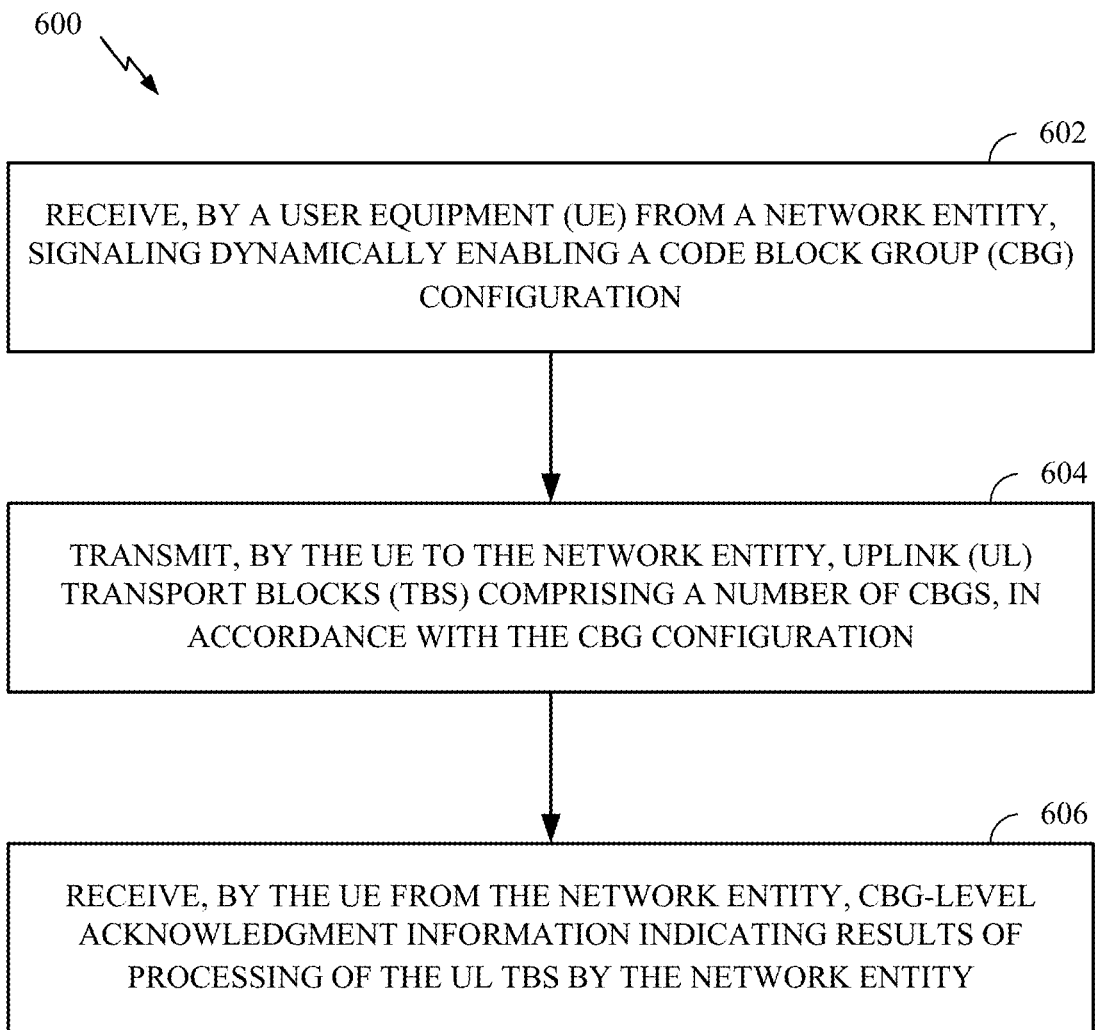 600
602
RECEIVE, BY A USER EQUIPMENT (UE) FROM A NETWORK ENTITY,
SIGNALING DYNAMICALLY ENABLING A CODE BLOCK GROUP (CBG)
CONFIGURATION
604
TRANSMIT, BY THE UE TO THE NETWORK ENTITY, UPLINK (UL)
TRANSPORT BLOCKS (TBS) COMPRISING A NUMBER OF CBGS, IN
ACCORDANCE WITH THE CBG CONFIGURATION
606
RECEIVE, BY THE UE FROM THE NETWORK ENTITY, CBG-LEVEL
ACKNOWLEDGMENT INFORMATION INDICATING RESULTS OF
PROCESSING OF THE UL TBS BY THE NETWORK ENTITY